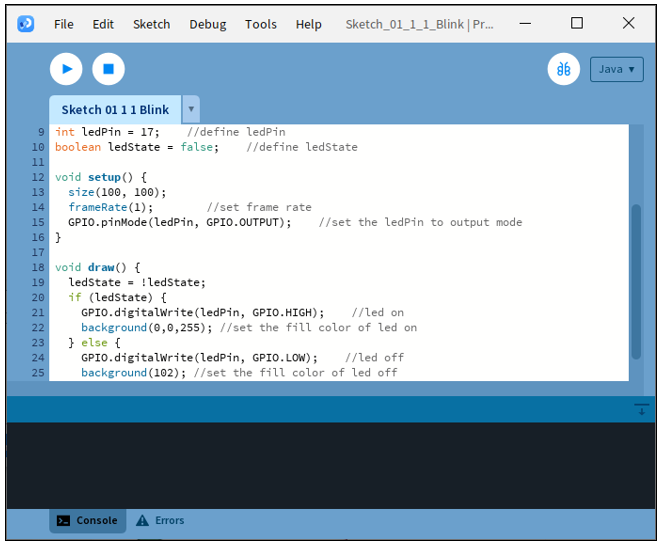 File Edit Sketch Debug Tools Help Sketch_01_1_1_Blink | Pr...
Java ▾
Sketch 01 1 1 Blink ▾
9 int ledPin = 17;    //define ledPin
10 boolean ledState = false;    //define ledState
11
12 void setup() {
13   size(100, 100);
14   frameRate(1);        //set frame rate
15   GPIO.pinMode(ledPin, GPIO.OUTPUT);    //set the ledPin to output mode
16 }
17
18 void draw() {
19   ledState = !ledState;
20   if (ledState) {
21     GPIO.digitalWrite(ledPin, GPIO.HIGH);    //led on
22     background(0,0,255); //set the fill color of led on
23   } else {
24     GPIO.digitalWrite(ledPin, GPIO.LOW);    //led off
25     background(102); //set the fill color of led off
Console Errors